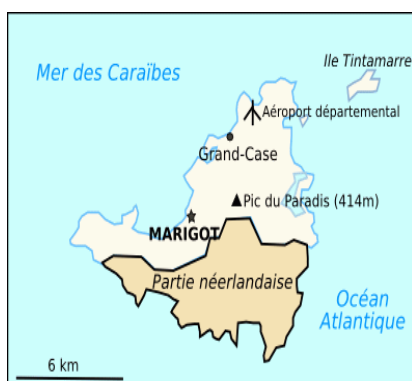 Ile Tintamarre
Mer des Caraïbes
Aéroport départemental
Grand-Case
Pic du Paradis (414m)
MARIGOT
Partie néerlandaise
Océan
Atlantique
6 km